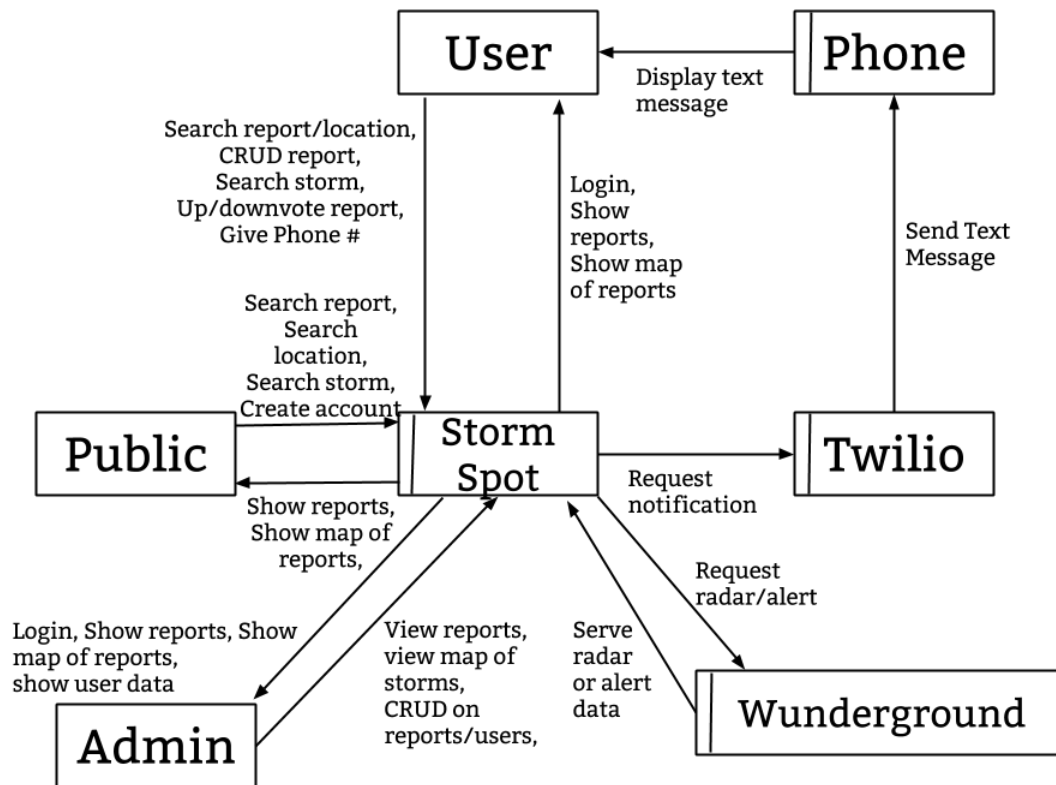 User
Phone
Display text
message
Search report/location,
CRUD report,
Search storm,
Up/downvote report,
Give Phone #
Login,
Show
reports,
Show map
of reports
Send Text
Message
Search report,
Search
location,
Search storm,
Create account
Public
Storm
Spot
Twilio
Request
notification
Show reports,
Show map of
reports,
Request
radar/alert
Login, Show reports, Show
map of reports,
show user data
View reports,
view map of
storms,
CRUD on
reports/users,
Serve
radar
or alert
data
Wunderground
Admin